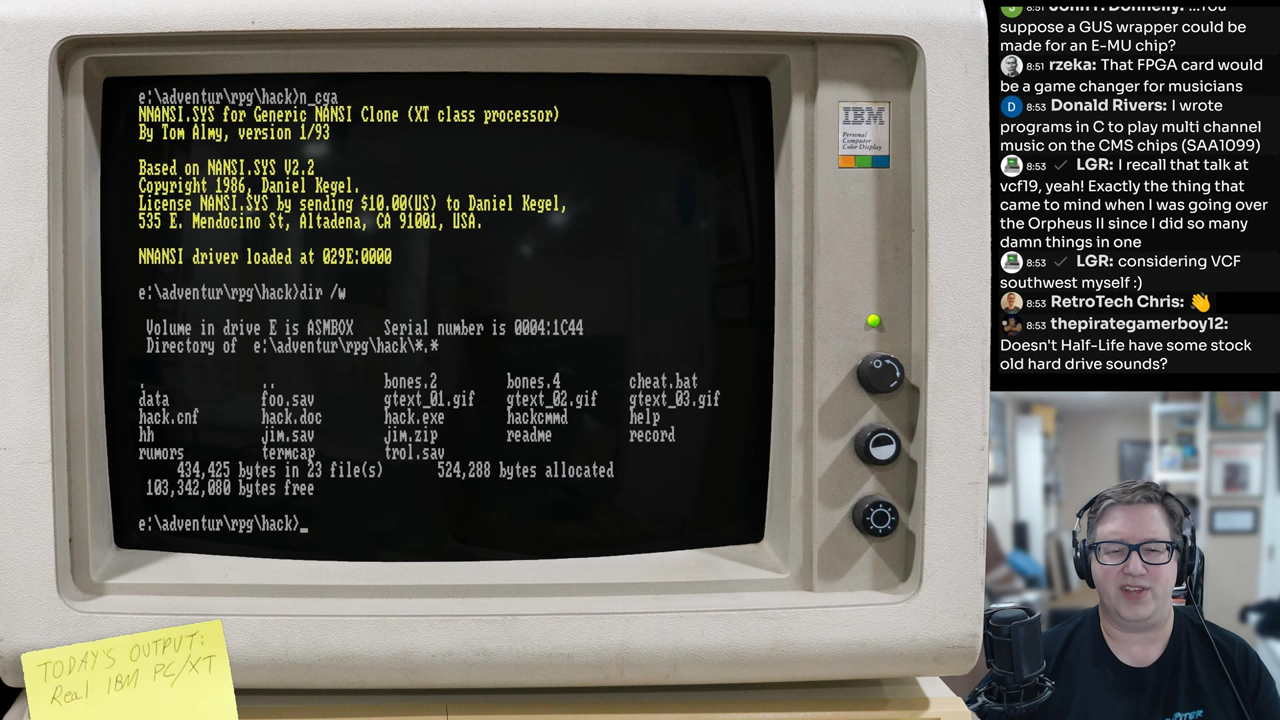 e:\adventur\rpg\hack>n_cga
NNANSI.SYS for Generic NANSI Clone (XT class processor)
By Tom Almy, version 1/93
Based on NANSI.SYS V2.2
Copyright 1986, Daniel Kegel.
License NANSI.SYS by sending $10.00(US) to Daniel Kegel,
535 E. Mendocino St, Altadena, CA 91001, USA.
NNANSI driver loaded at 029E:0000
e:\adventur\rpg\hack>dir /w
Volume in drive E is ASMBOX    Serial number is 0004:1C44
Directory of  e:\adventur\rpg\hack\*.*
.  ..  bones.2  bones.4  cheat.bat
data  foo.sav  gtext_01.gif  gtext_02.gif  gtext_03.gif
hack.cnf  hack.doc  hack.exe  hackcmmd  help
hh  jim.sav  jim.zip  readme  record
rumors  termcap  trol.sav
434,425 bytes in 23 file(s)    524,288 bytes allocated
103,342,080 bytes free
e:\adventur\rpg\hack>_
IBM
Personal
Computer
Color Display
TODAY'S OUTPUT:
Real IBM PC/XT
8:51 John F. Donnelly: ...You
suppose a GUS wrapper could be
made for an E-MU chip?
8:51 rzeka: That FPGA card would
be a game changer for musicians
D 8:53 Donald Rivers: I wrote
programs in C to play multi channel
music on the CMS chips (SAA1099)
8:53 ✓ LGR: I recall that talk at
vcf19, yeah! Exactly the thing that
came to mind when I was going over
the Orpheus II since I did so many
damn things in one
8:53 ✓ LGR: considering VCF
southwest myself :)
8:53 RetroTech Chris: 👋
8:53 thepirategamerboy12:
Doesn't Half-Life have some stock
old hard drive sounds?